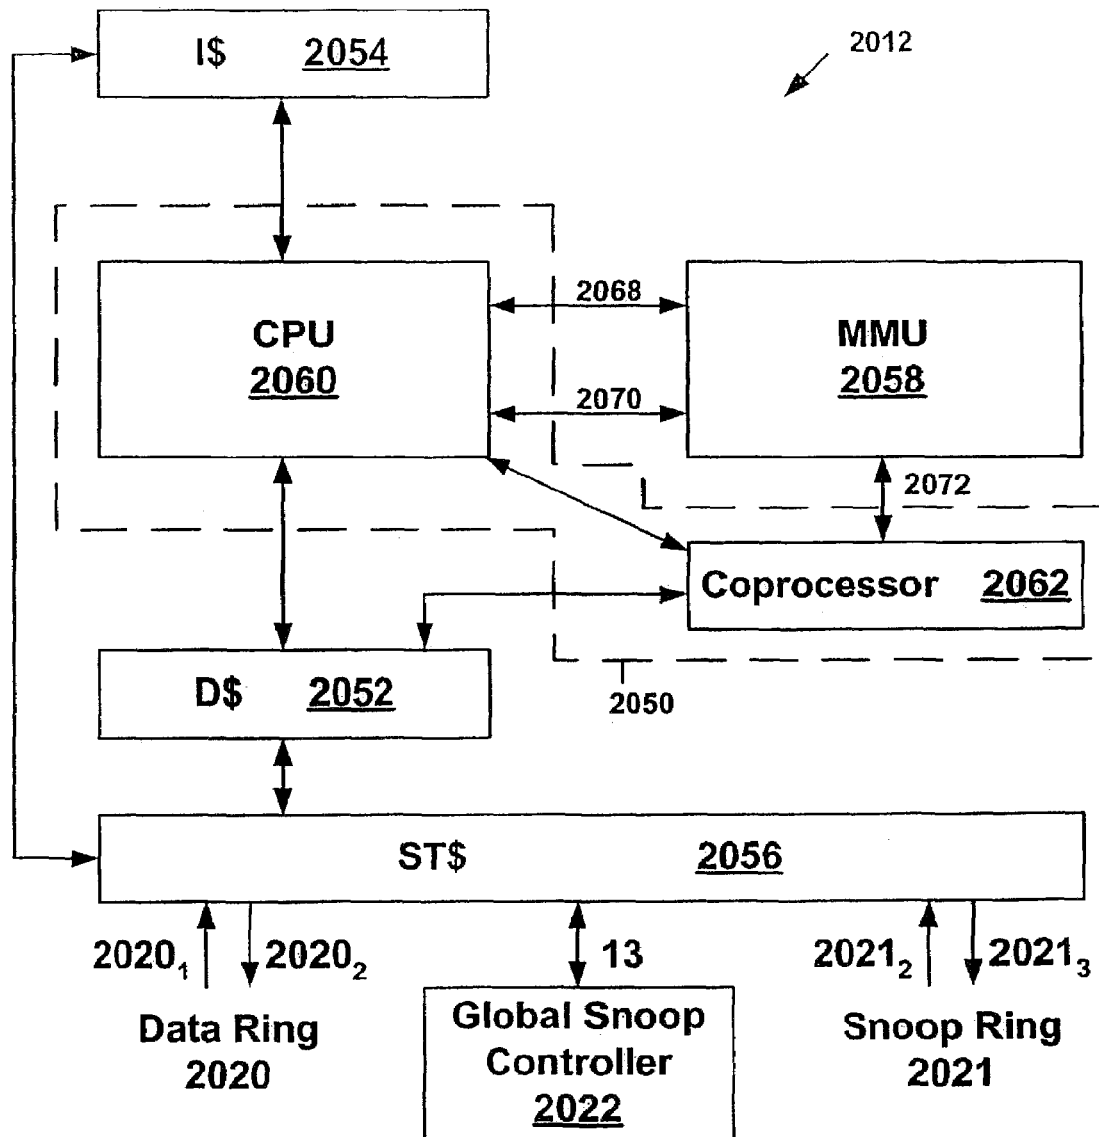 I$ 2054
2012
CPU
2060
2068
2070
MMU
2058
2072
Coprocessor 2062
D$ 2052
2050
ST$ 2056
2020₁
2020₂
13
2021₂
2021₃
Data Ring
2020
Global Snoop
Controller
2022
Snoop Ring
2021